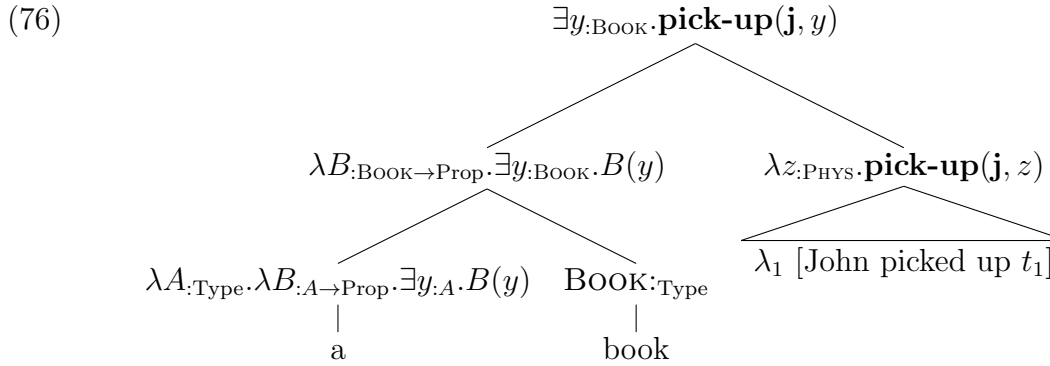 (76) ∃y:Book.pick-up(j, y)
λB:Book→Prop.∃y:Book.B(y) λz:Phys.pick-up(j, z)
λA:Type.λB:A→Prop.∃y:A.B(y) Book:Type λ1 [John picked up t1]
a book